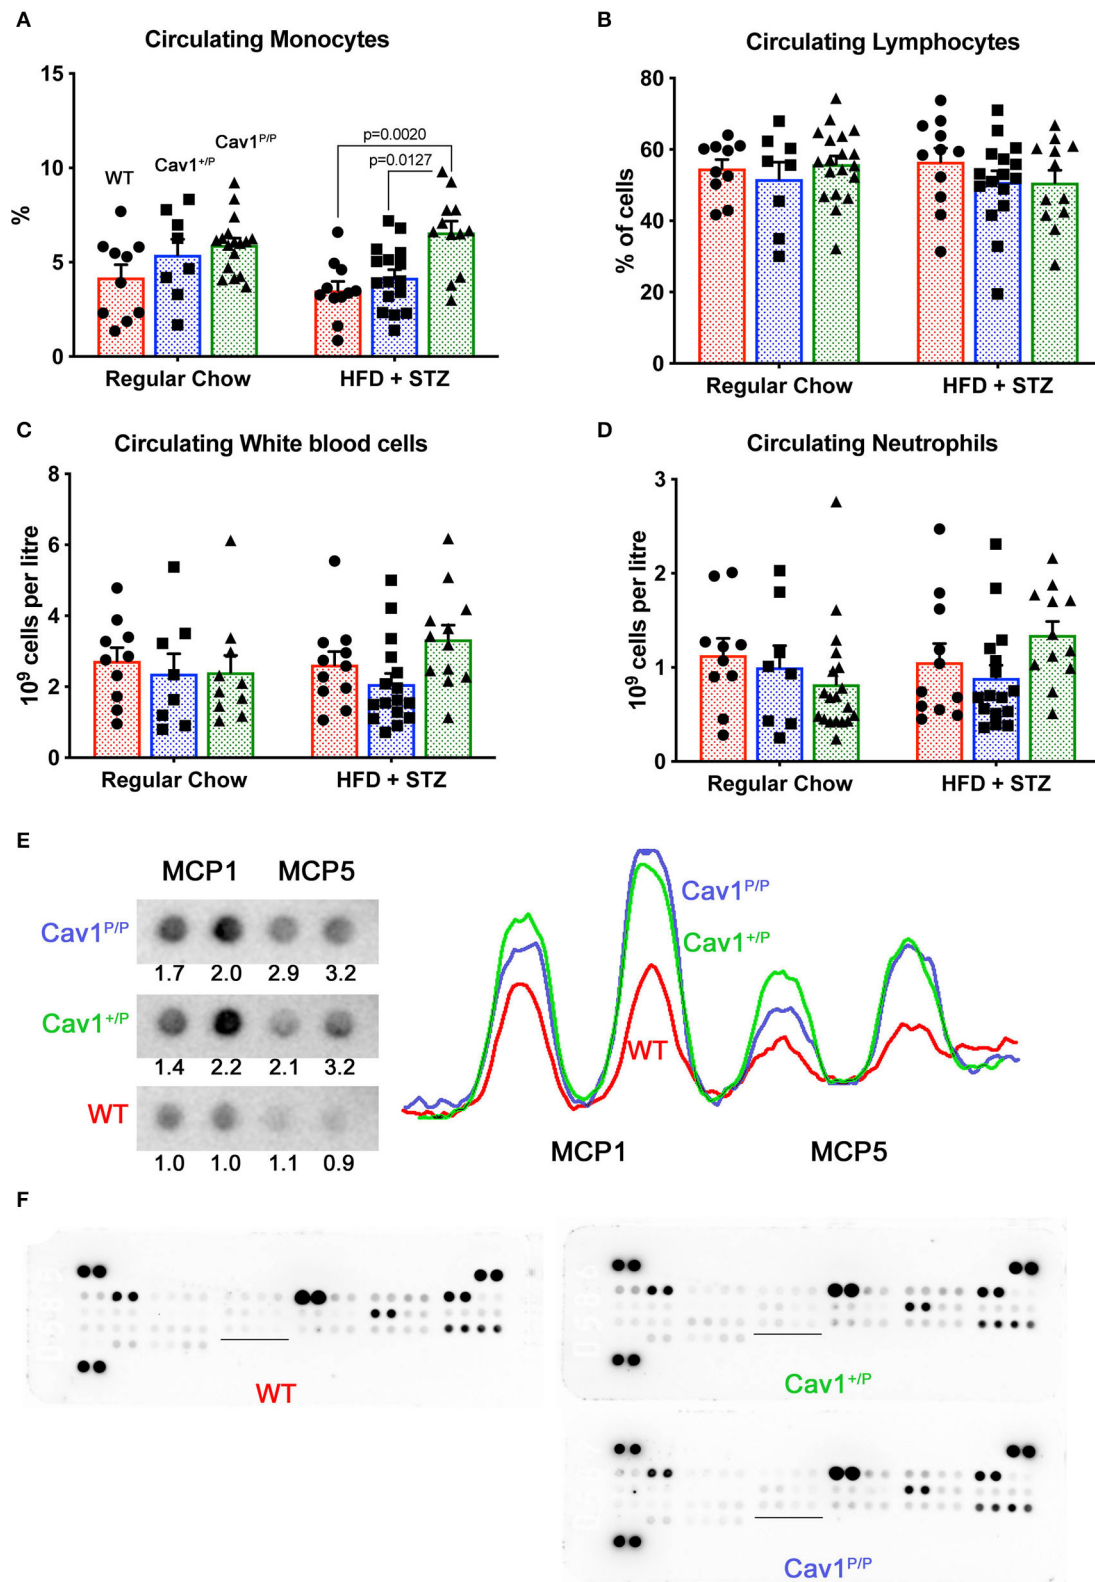 A
Circulating Monocytes
15
10
5
0
%
WT
Cav1+/P
Cav1P/P
p=0.0020
p=0.0127
Regular Chow
HFD + STZ
B
Circulating Lymphocytes
80
60
40
20
0
% of cells
Regular Chow
HFD + STZ
C
Circulating White blood cells
8
6
4
2
0
10⁹ cells per litre
Regular Chow
HFD + STZ
D
Circulating Neutrophils
3
2
1
0
10⁹ cells per litre
Regular Chow
HFD + STZ
E
MCP1 MCP5
Cav1P/P
1.7 2.0 2.9 3.2
Cav1+/P
1.4 2.2 2.1 3.2
WT
1.0 1.0 1.1 0.9
Cav1P/P
Cav1+/P
WT
MCP1 MCP5
F
WT
Cav1+/P
Cav1P/P